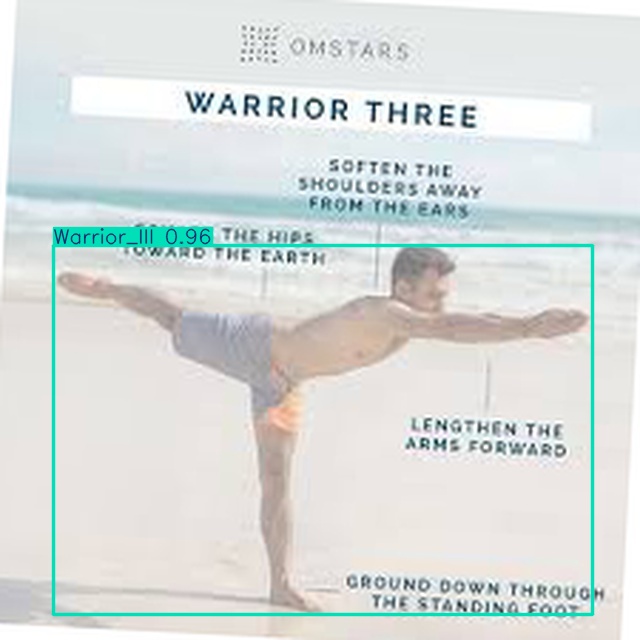 OMSTARS
WARRIOR THREE
SOFTEN THE
SHOULDERS AWAY
FROM THE EARS
Warrior_III 0.96
THE HIPS
TOWARD THE EARTH
LENGTHEN THE
ARMS FORWARD
GROUND DOWN THROUGH
THE STANDING FOOT